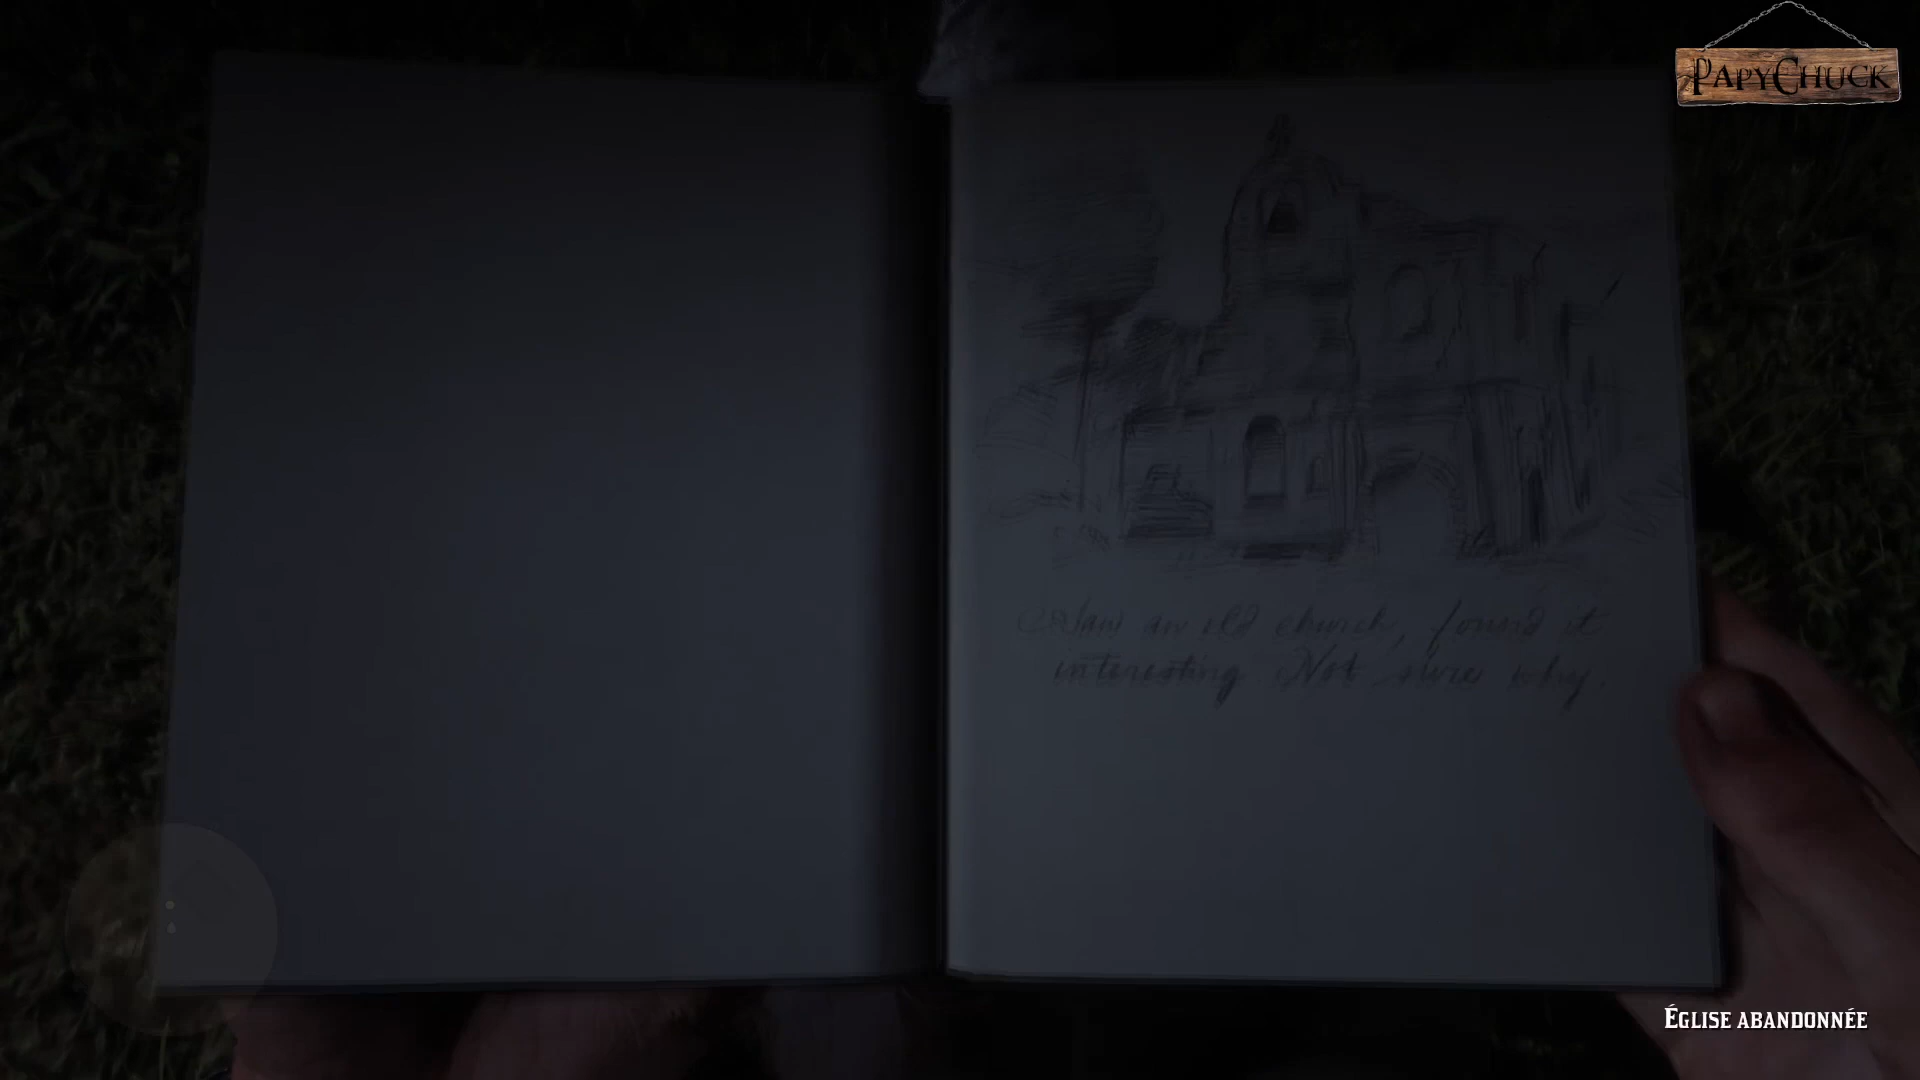 PAPYCHUCK
Saw an old church, found it
interesting. Not sure why.
ÉGLISE ABANDONNÉE